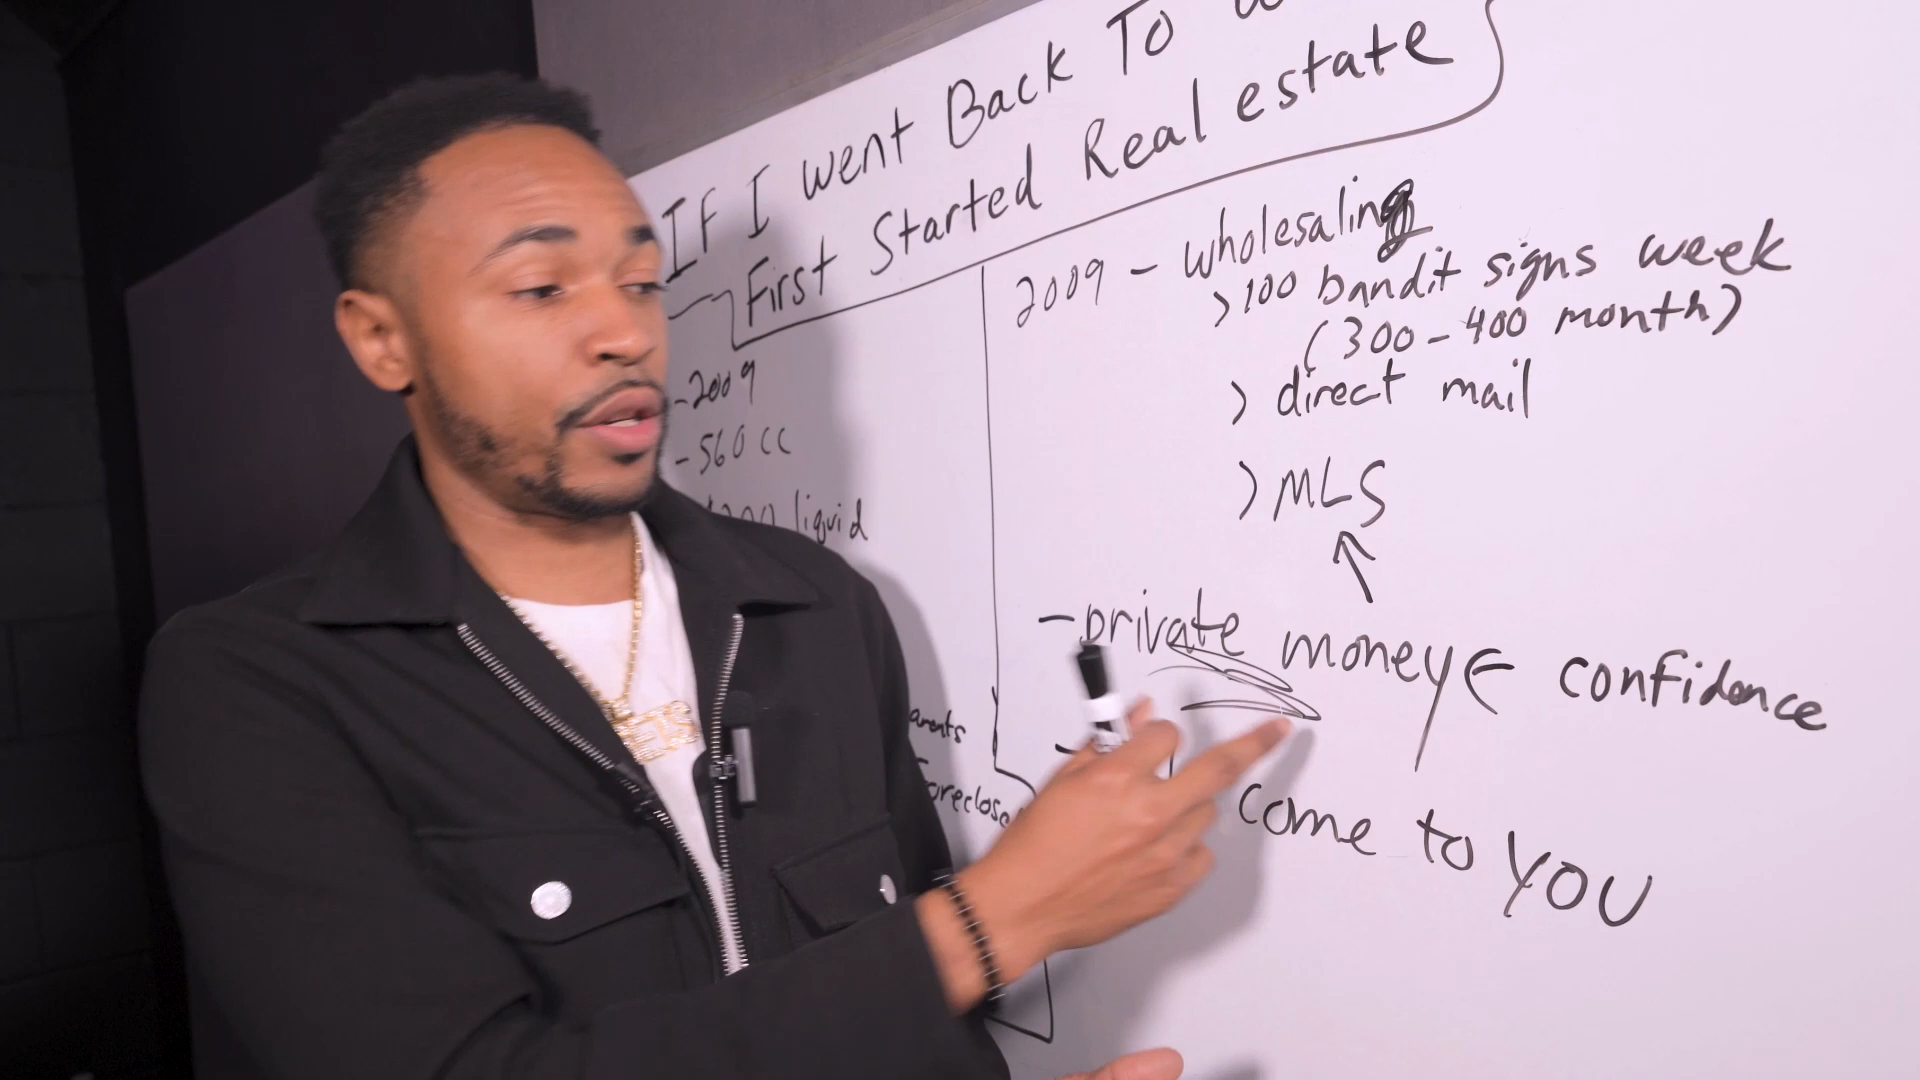 If I went Back To
First Started Real estate
-2009
-560 cc
liquid
2009 - wholesaling
>100 bandit signs week
(300-400 month)
> direct mail
> MLS
-private money ← confidence
come to you